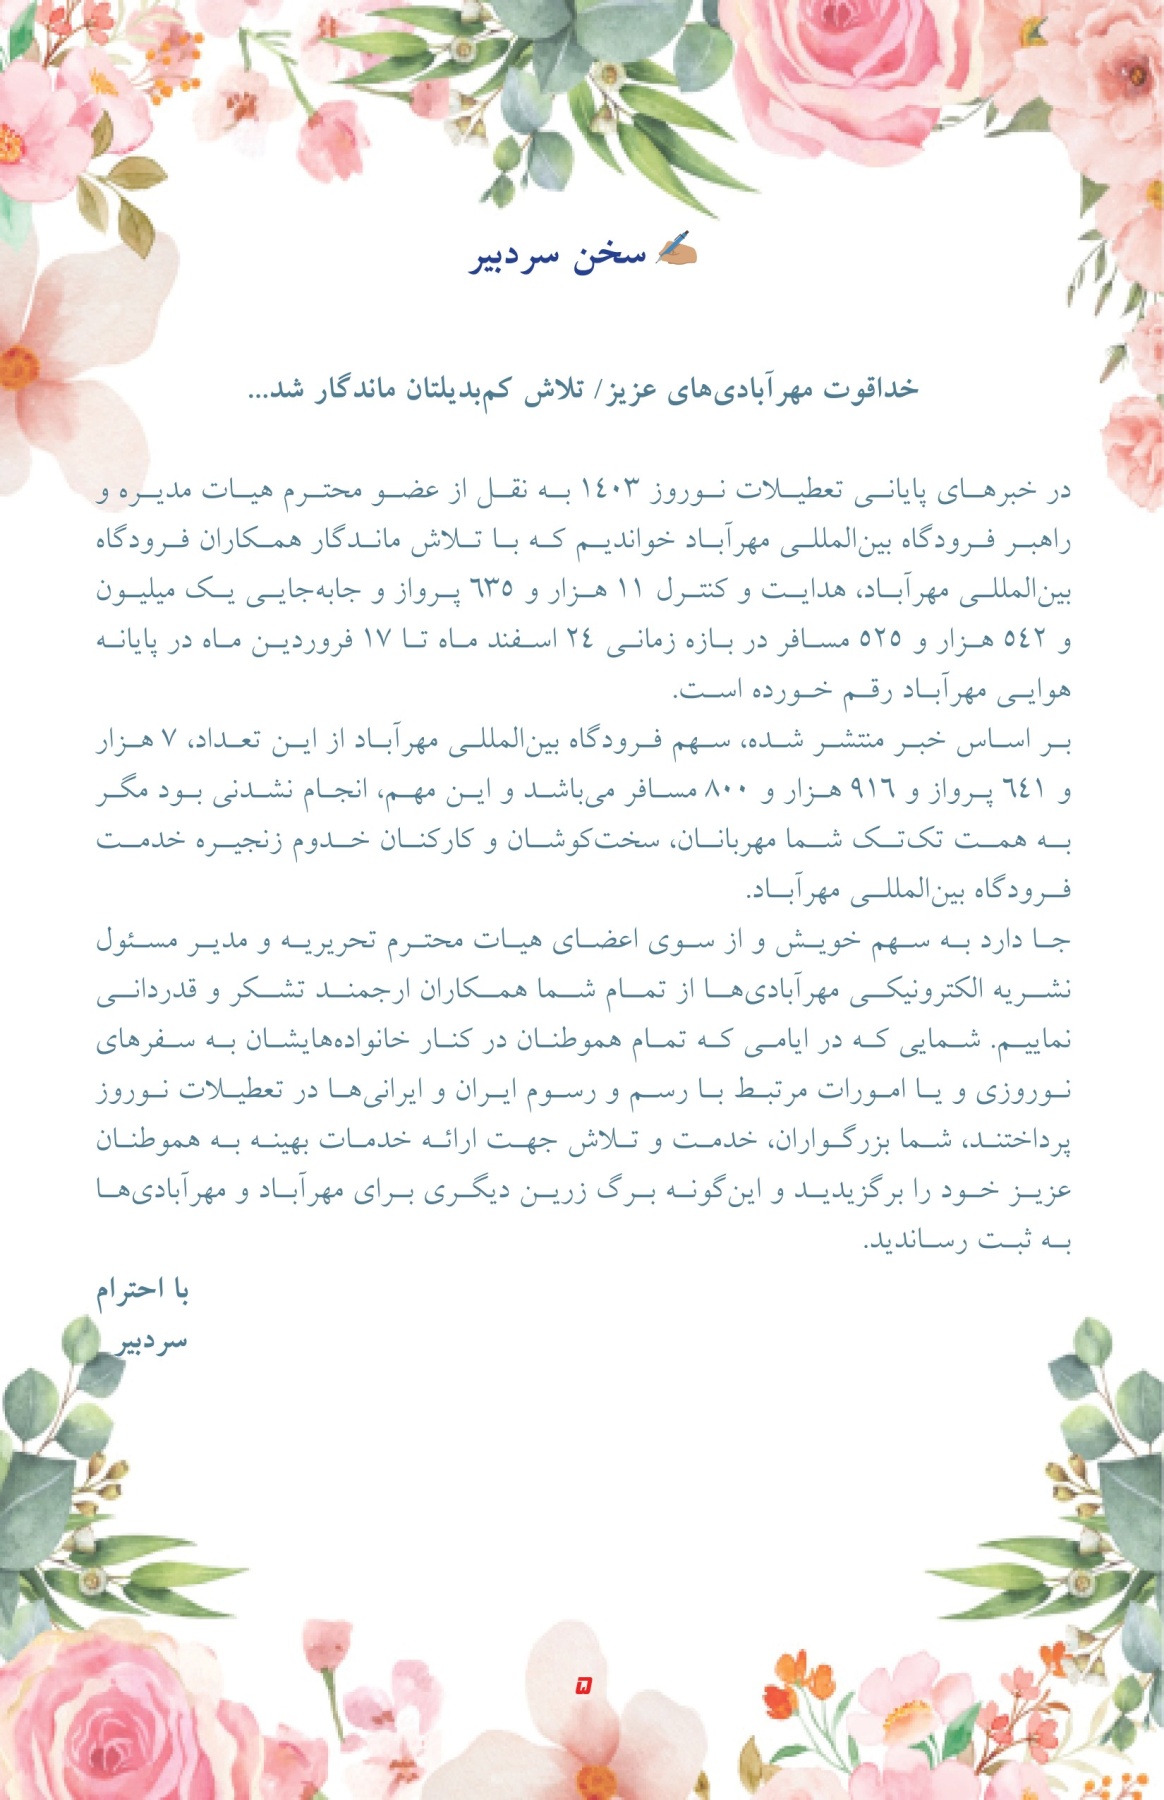 سخن سردبیر
خداقوت مهرآبادی‌های عزیز/ تلاش کم‌بدیلتان ماندگار شد...
در خبرهای پایانی تعطیلات نوروز ۱۴۰۳ به نقل از عضو محترم هیات مدیره و
راهبر فرودگاه بین‌المللی مهرآباد خواندیم که با تلاش ماندگار همکاران فرودگاه
بین‌المللی مهرآباد، هدایت و کنترل ۱۱ هزار و ۶۳۵ پرواز و جابه‌جایی یک میلیون
و ۵۴۲ هزار و ۵۲۵ مسافر در بازه زمانی ۲۴ اسفند ماه تا ۱۷ فروردین ماه در پایانه
هوایی مهرآباد رقم خورده است.
بر اساس خبر منتشر شده، سهم فرودگاه بین‌المللی مهرآباد از این تعداد، ۷ هزار
و ۶۴۱ پرواز و ۹۱۶ هزار و ۸۰۰ مسافر می‌باشد و این مهم، انجام نشدنی بود مگر
به همت تک‌تک شما مهربانان، سخت‌کوشان و کارکنان خدوم زنجیره خدمت
فرودگاه بین‌المللی مهرآباد.
جا دارد به سهم خویش و از سوی اعضای هیات محترم تحریریه و مدیر مسئول
نشریه الکترونیکی مهرآبادی‌ها از تمام شما همکاران ارجمند تشکر و قدردانی
نماییم. شمایی که در ایامی که تمام هموطنان در کنار خانواده‌هایشان به سفرهای
نوروزی و یا امورات مرتبط با رسم و رسوم ایران و ایرانی‌ها در تعطیلات نوروز
پرداختند، شما بزرگواران، خدمت و تلاش جهت ارائه خدمات بهینه به هموطنان
عزیز خود را برگزیدید و این‌گونه برگ زرین دیگری برای مهرآباد و مهرآبادی‌ها
به ثبت رساندید.
با احترام
سردبیر
۵